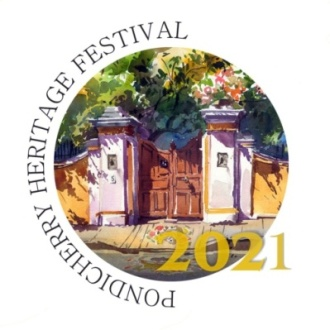 PONDICHERRY HERITAGE FESTIVAL
2021